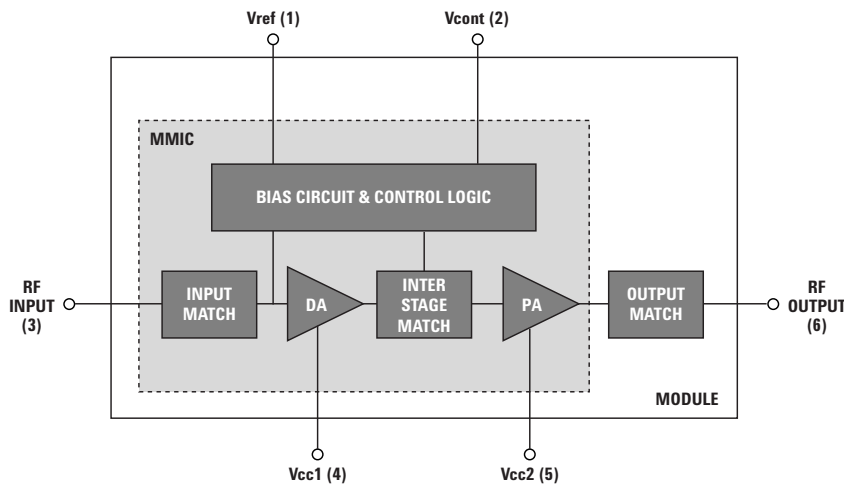 Vref (1)
Vcont (2)
MMIC
BIAS CIRCUIT & CONTROL LOGIC
RF
INPUT
(3)
INPUT
MATCH
DA
INTER
STAGE
MATCH
PA
OUTPUT
MATCH
RF
OUTPUT
(6)
MODULE
Vcc1 (4)
Vcc2 (5)